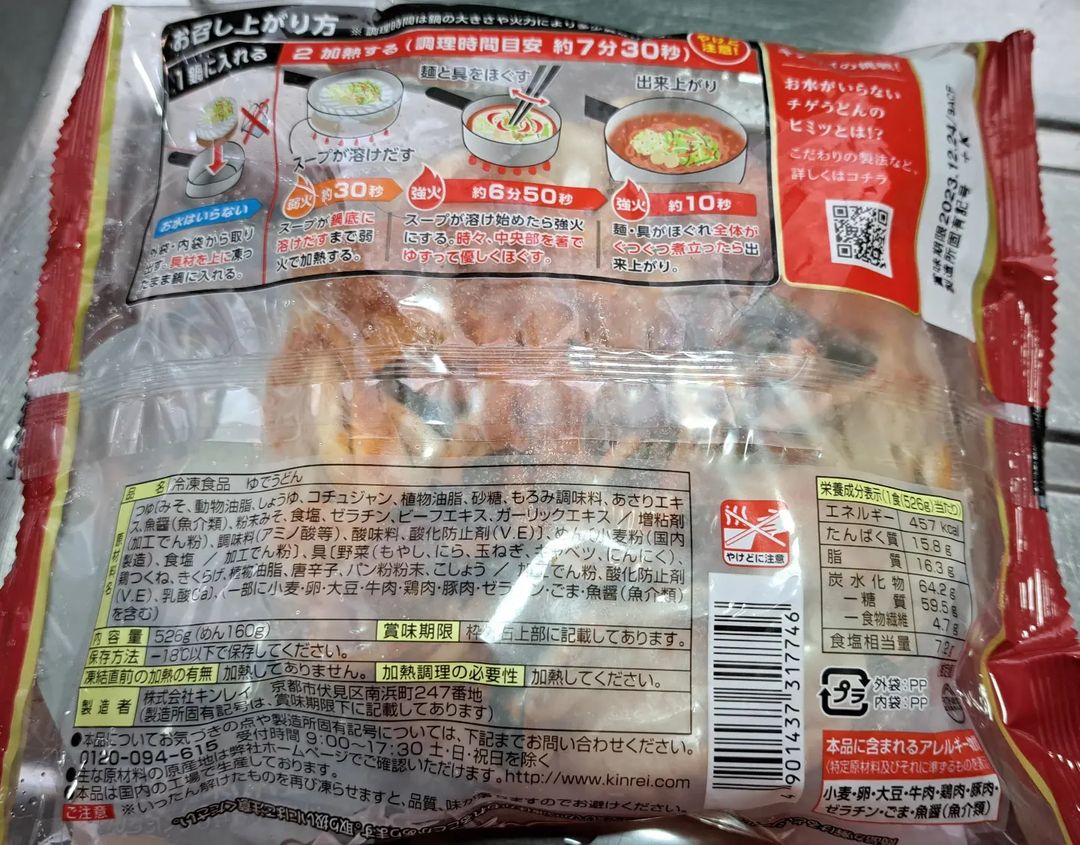 お召し上がり方
※調理時間は鍋の大きさや火力により
1 鍋に入れる
お水はいらない
外袋・内袋から取り
出す。具材を上に凍っ
たまま鍋に入れる。
2 加熱する(調理時間目安 約7分30秒)
やけど
注意!
スープが溶けだす
弱火 約30秒
スープが鍋底に
溶けだすまで弱
火で加熱する。
麺と具をほぐす
強火 約6分50秒
スープが溶け始めたら強火
にする。時々、中央部を箸で
ゆすって優しくほぐす。
出来上がり
強火 約10秒
麺・具がほぐれ全体が
ぐつぐつ煮立ったら出
来上がり。
お水がいらない
チゲうどんの
ヒミツとは!?
こだわりの製法など、
詳しくはコチラ
賞味期限2023.12.24/
製造所固有記号 +K
品名 冷凍食品 ゆでうどん
原材料名
つゆ〔みそ、動物油脂、しょうゆ、コチュジャン、植物油脂、砂糖、もろみ調味料、あさりエキ
ス、魚醤(魚介類)、粉末みそ、食塩、ゼラチン、ビーフエキス、ガーリックエキス/増粘剤
(加工でん粉)、調味料(アミノ酸等)、酸味料、酸化防止剤(V.E)〕、めん〔小麦粉(国内
製造)、食塩/加工でん粉〕、具〔野菜(もやし、にら、玉ねぎ、キャベツ、にんにく)、
鶏つくね、きくらげ、植物油脂、唐辛子、パン粉粉末、こしょう/加工でん粉、酸化防止剤
(V.E)、乳酸Ca〕、(一部に小麦・卵・大豆・牛肉・鶏肉・豚肉・ゼラチン・ごま・魚醤(魚介類)
を含む)
内容量 526g(めん160g) 賞味期限 枠外右上部に記載してあります。
保存方法 -18℃以下で保存してください。
凍結直前の加熱の有無 加熱してありません。 加熱調理の必要性 加熱してください。
製造者 株式会社キンレイ 京都市伏見区南浜町247番地
(製造所固有記号は、賞味期限下に記載してあります)
●本品についてお気づきの点や製造所固有記号については、下記までお問い合わせください。
0120-094-615 受付時間 9:00～17:30 土・日・祝日を除く
●主な原材料の原産地は弊社ホームページでご確認いただけます。http://www.kinrei.com
本品は国内の工場で生産しております。
ご注意 ※いったん解けたものを再び凍らせますと、品質、味が変わりますのでお避けください。
やけどに注意
4 901437 317746
栄養成分表示(1食(526g)当たり)
エネルギー 457 kcal
たんぱく質 15.8g
脂質 16.3g
炭水化物 64.2g
－糖質 59.5g
－食物繊維 4.7g
食塩相当量 7.2g
プラ
外袋:PP
内袋:PP
本品に含まれるアレルギー物質
(特定原材料及びそれに準ずるものを
小麦・卵・大豆・牛肉・鶏肉・豚肉・
ゼラチン・ごま・魚醤(魚介類)